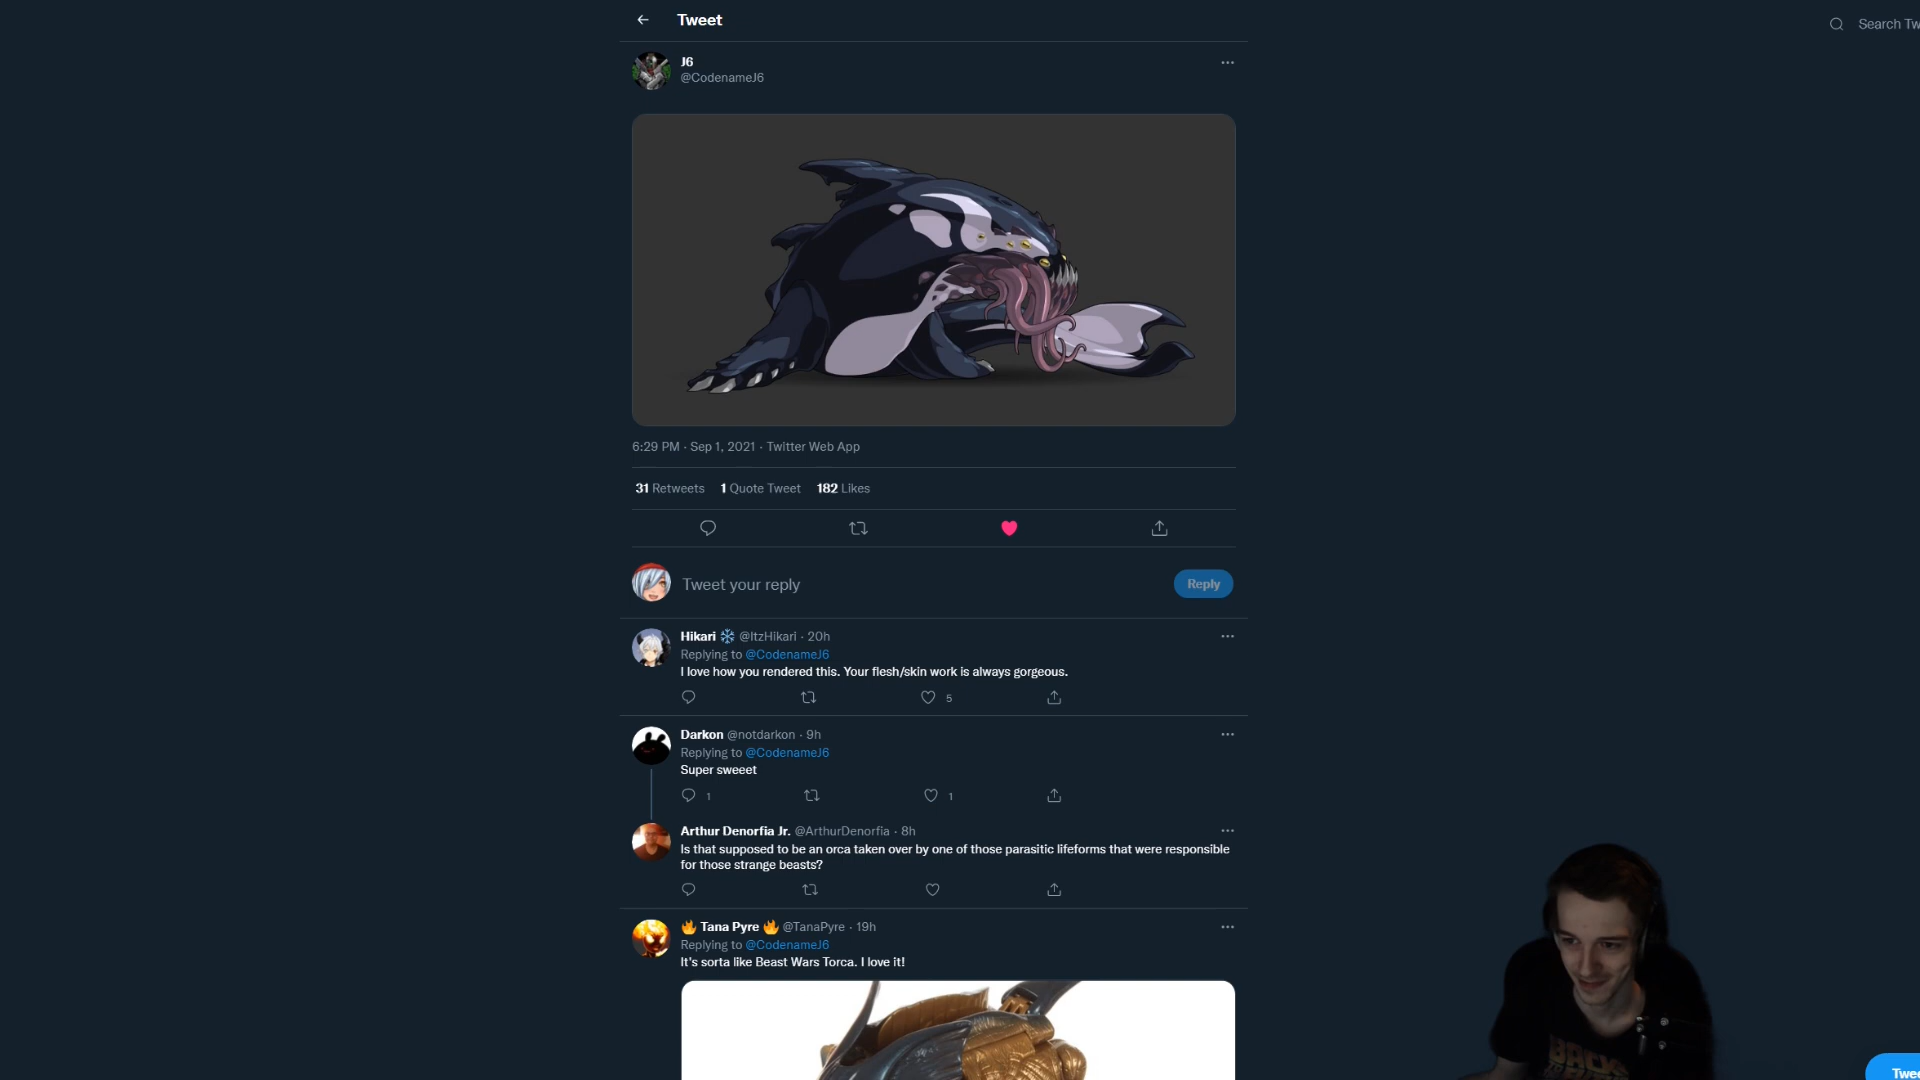 Tweet
Search Tw
J6
@CodenameJ6
6:29 PM · Sep 1, 2021 · Twitter Web App
31 Retweets 1 Quote Tweet 182 Likes
Tweet your reply
Reply
Hikari ❄️ @ItzHikari · 20h
Replying to @CodenameJ6
I love how you rendered this. Your flesh/skin work is always gorgeous.
5
Darkon @notdarkon · 9h
Replying to @CodenameJ6
Super sweeet
1 1
Arthur Denorfia Jr. @ArthurDenorfia · 8h
Is that supposed to be an orca taken over by one of those parasitic lifeforms that were responsible
for those strange beasts?
🔥 Tana Pyre 🔥 @TanaPyre · 19h
Replying to @CodenameJ6
It's sorta like Beast Wars Torca. I love it!
BACK
Twee